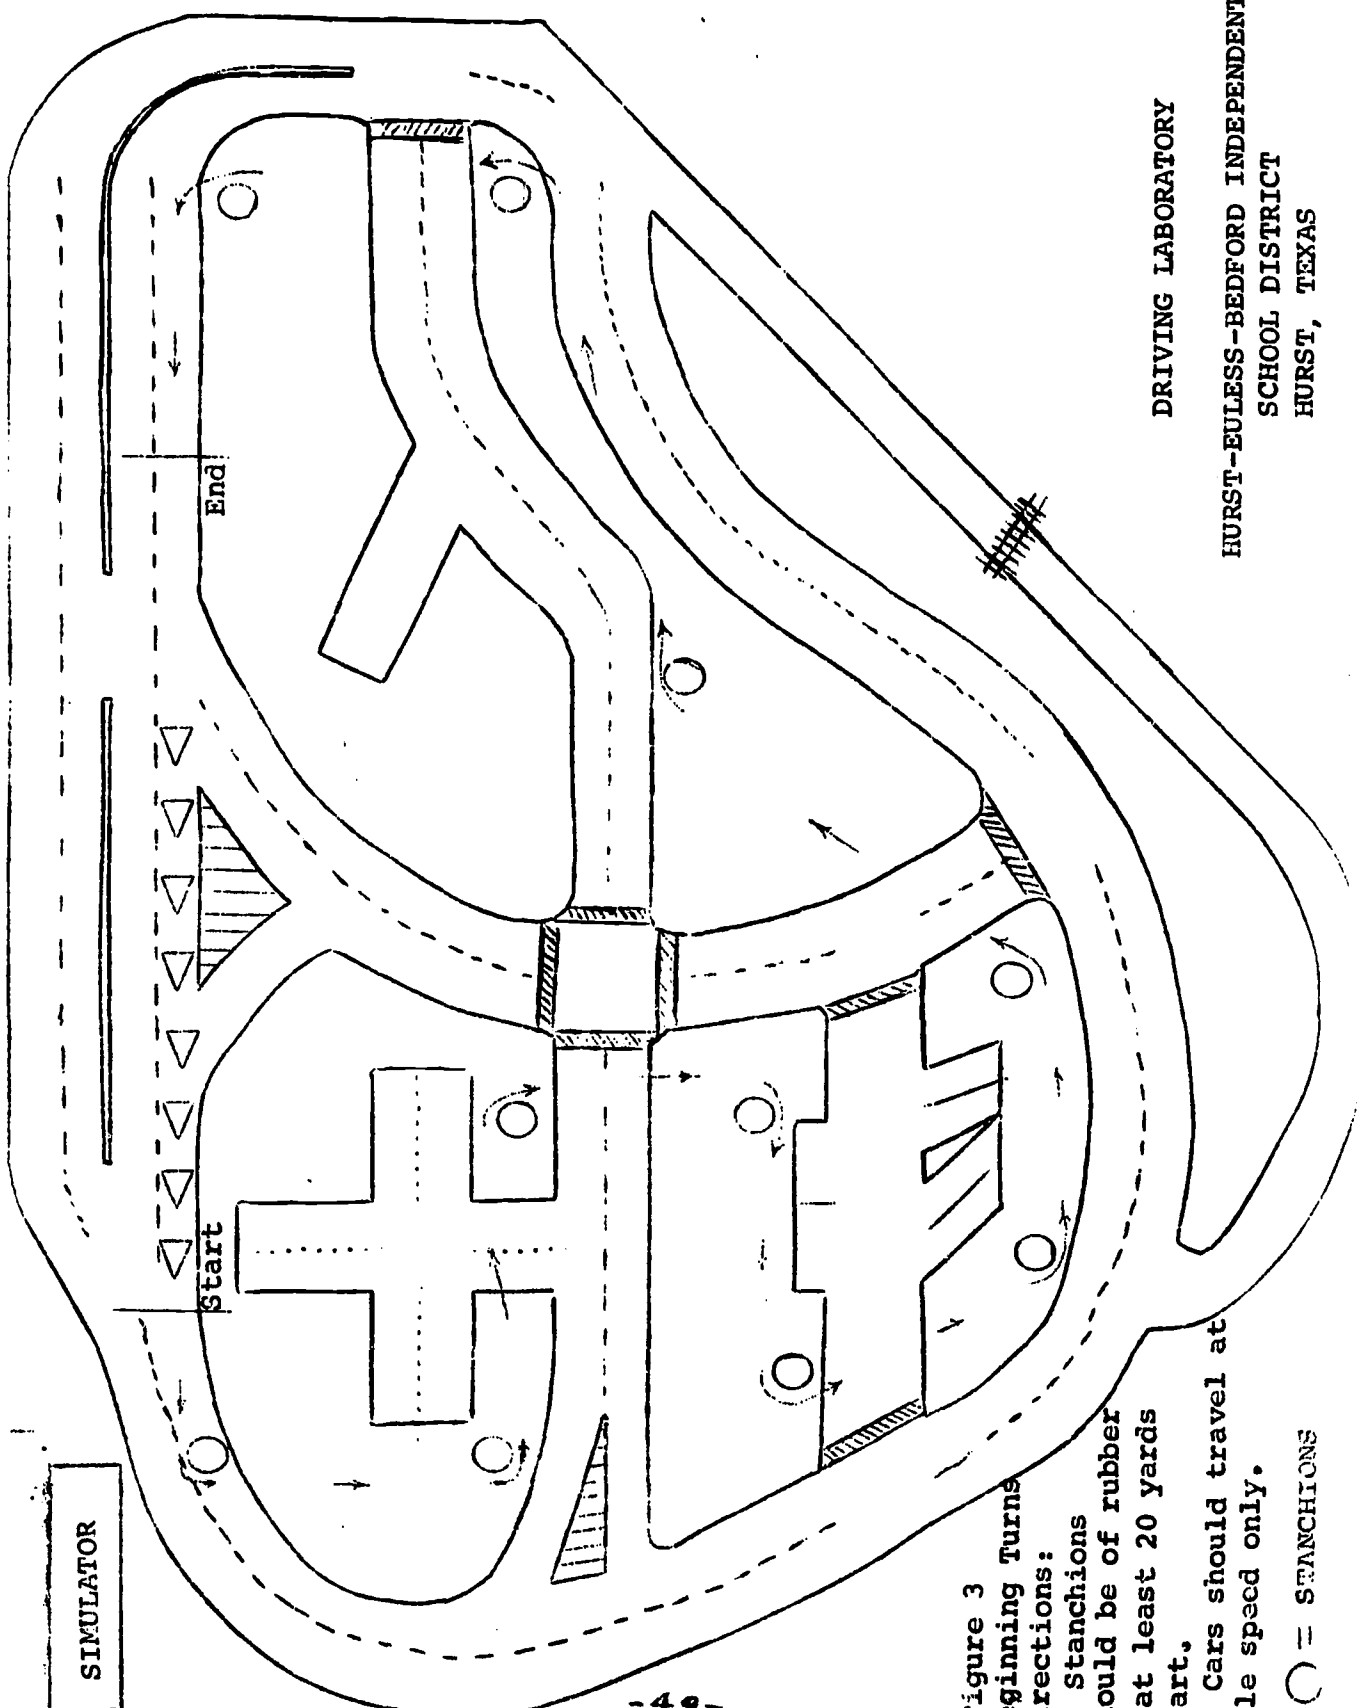 SIMULATOR
Start
End
DRIVING LABORATORY
HURST-EULESS-BEDFORD INDEPENDENT
SCHOOL DISTRICT
HURST, TEXAS
igure 3
ginning Turns
rections:
Stanchions
ould be of rubber
at least 20 yards
art.
Cars should travel at
le speed only.
= STANCHIONS